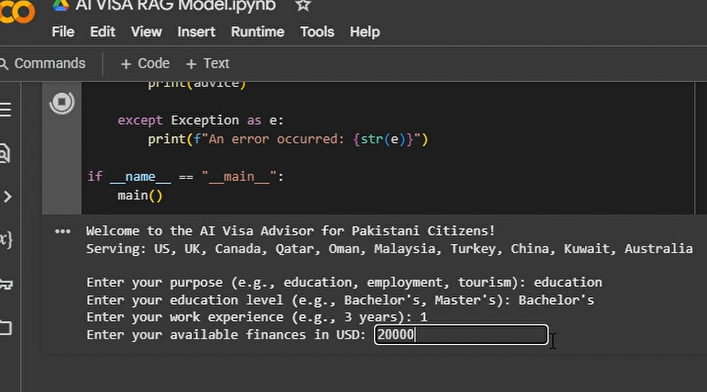 AI VISA RAG Model.ipynb
File Edit View Insert Runtime Tools Help
Commands + Code + Text
print(advice)
except Exception as e:
print(f"An error occurred: {str(e)}")
if __name__ == "__main__":
main()
Welcome to the AI Visa Advisor for Pakistani Citizens!
Serving: US, UK, Canada, Qatar, Oman, Malaysia, Turkey, China, Kuwait, Australia
Enter your purpose (e.g., education, employment, tourism): education
Enter your education level (e.g., Bachelor's, Master's): Bachelor's
Enter your work experience (e.g., 3 years): 1
Enter your available finances in USD: 20000